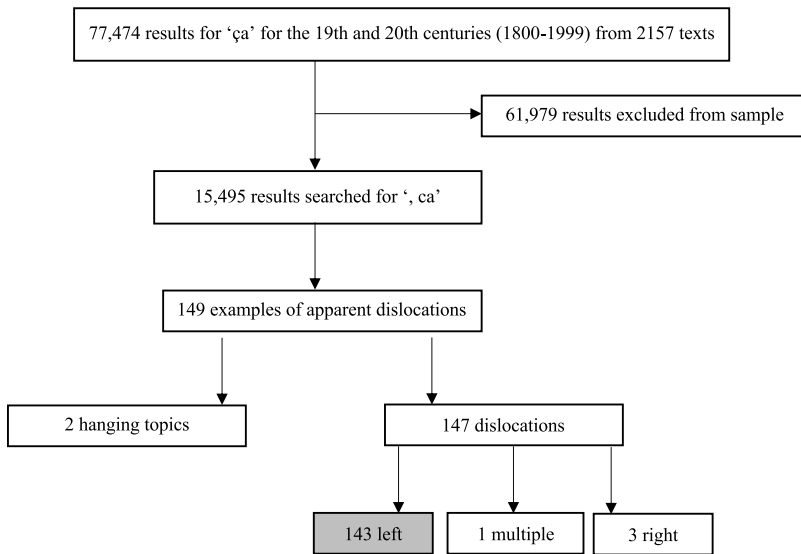 77,474 results for ‘ça’ for the 19th and 20th centuries (1800-1999) from 2157 texts
61,979 results excluded from sample
15,495 results searched for ‘, ca’
149 examples of apparent dislocations
2 hanging topics
147 dislocations
143 left
1 multiple
3 right